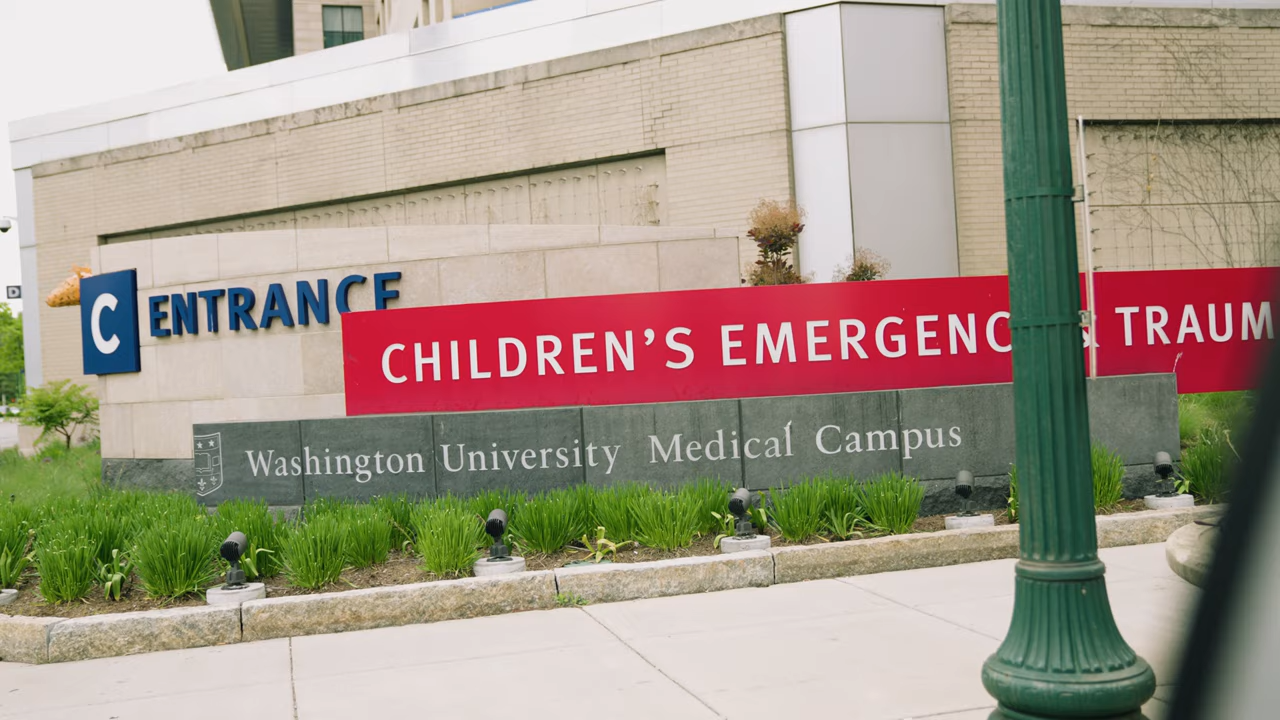 C ENTRANCE
CHILDREN'S EMERGENC & TRAUM
Washington University Medical Campus
D